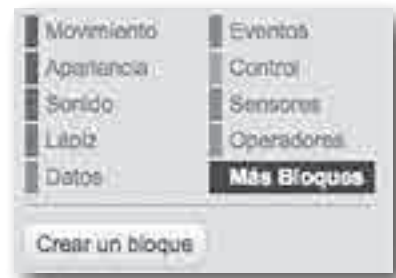 Movimiento Eventos
Apariencia Control
Sonido Sensores
Lápiz Operadores
Datos Más Bloques
Crear un bloque